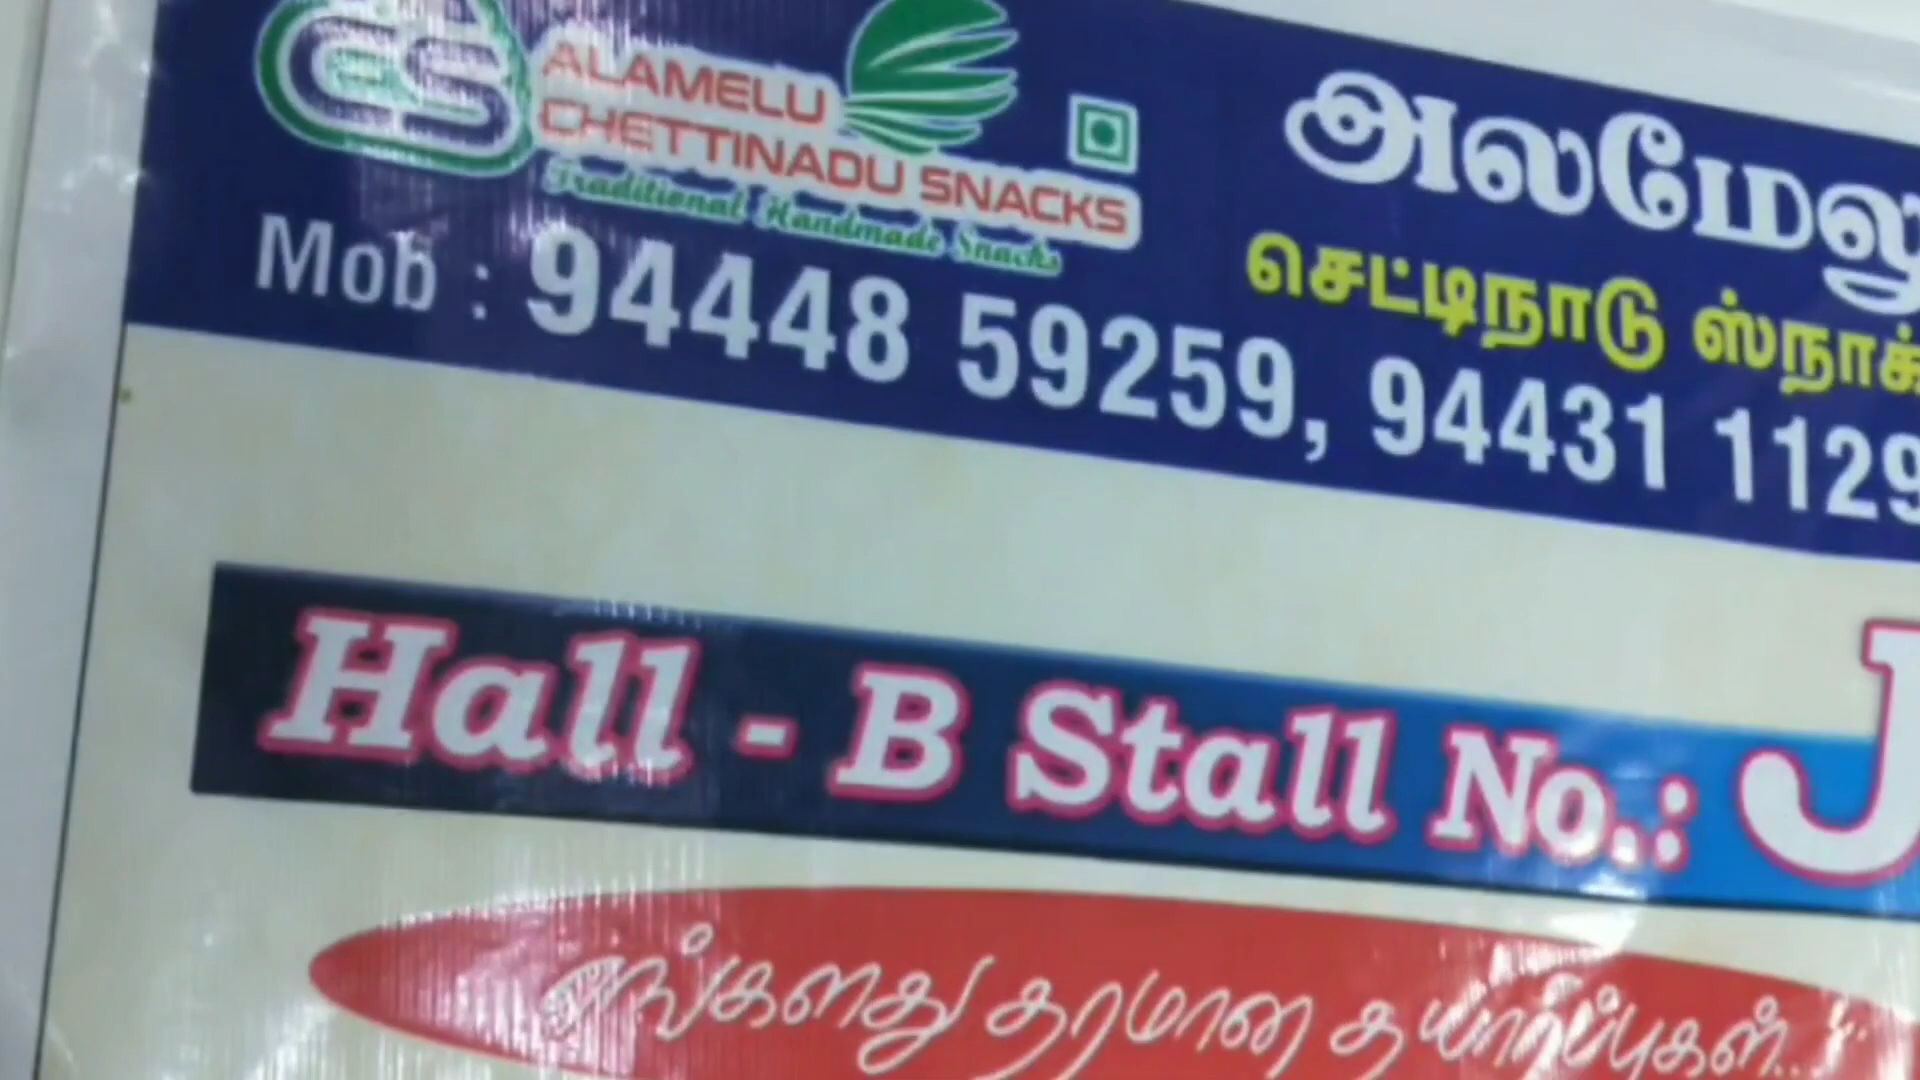 ALAMELU
CHETTINADU SNACKS
Traditional Handmade Snacks
அலமேலு
செட்டிநாடு ஸ்நாக்
Mob : 94448 59259, 94431 1129
Hall - B Stall No.: J
எங்களது தரமான தயாரிப்புகள்...